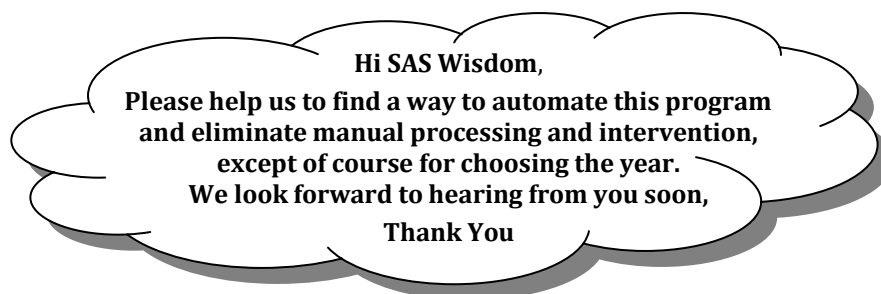 Hi SAS Wisdom,
Please help us to find a way to automate this program
and eliminate manual processing and intervention,
except of course for choosing the year.
We look forward to hearing from you soon,
Thank You